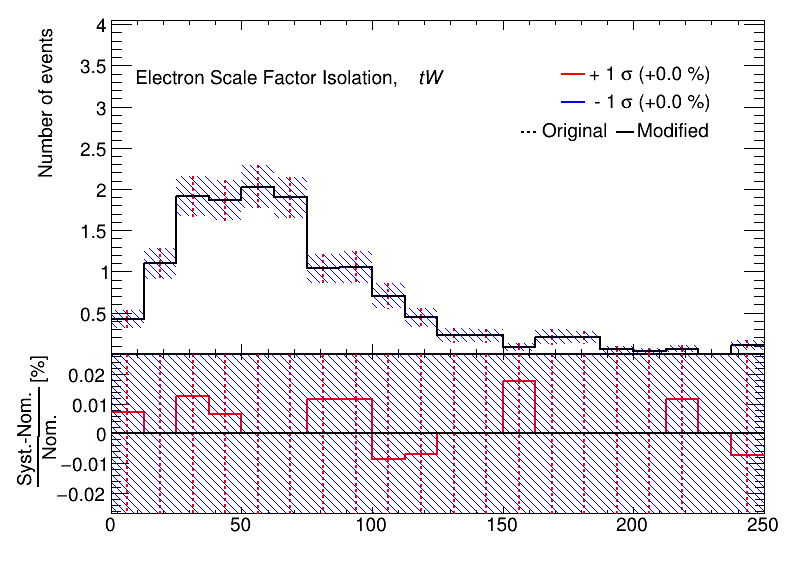 Number of events
4
3.5
3
2.5
2
1.5
1
0.5
Electron Scale Factor Isolation, tW
+ 1 σ (+0.0 %)
- 1 σ (+0.0 %)
Original Modified
Syst.-Nom. [%]
Nom.
0.02
0.01
0
−0.01
−0.02
0 50 100 150 200 250